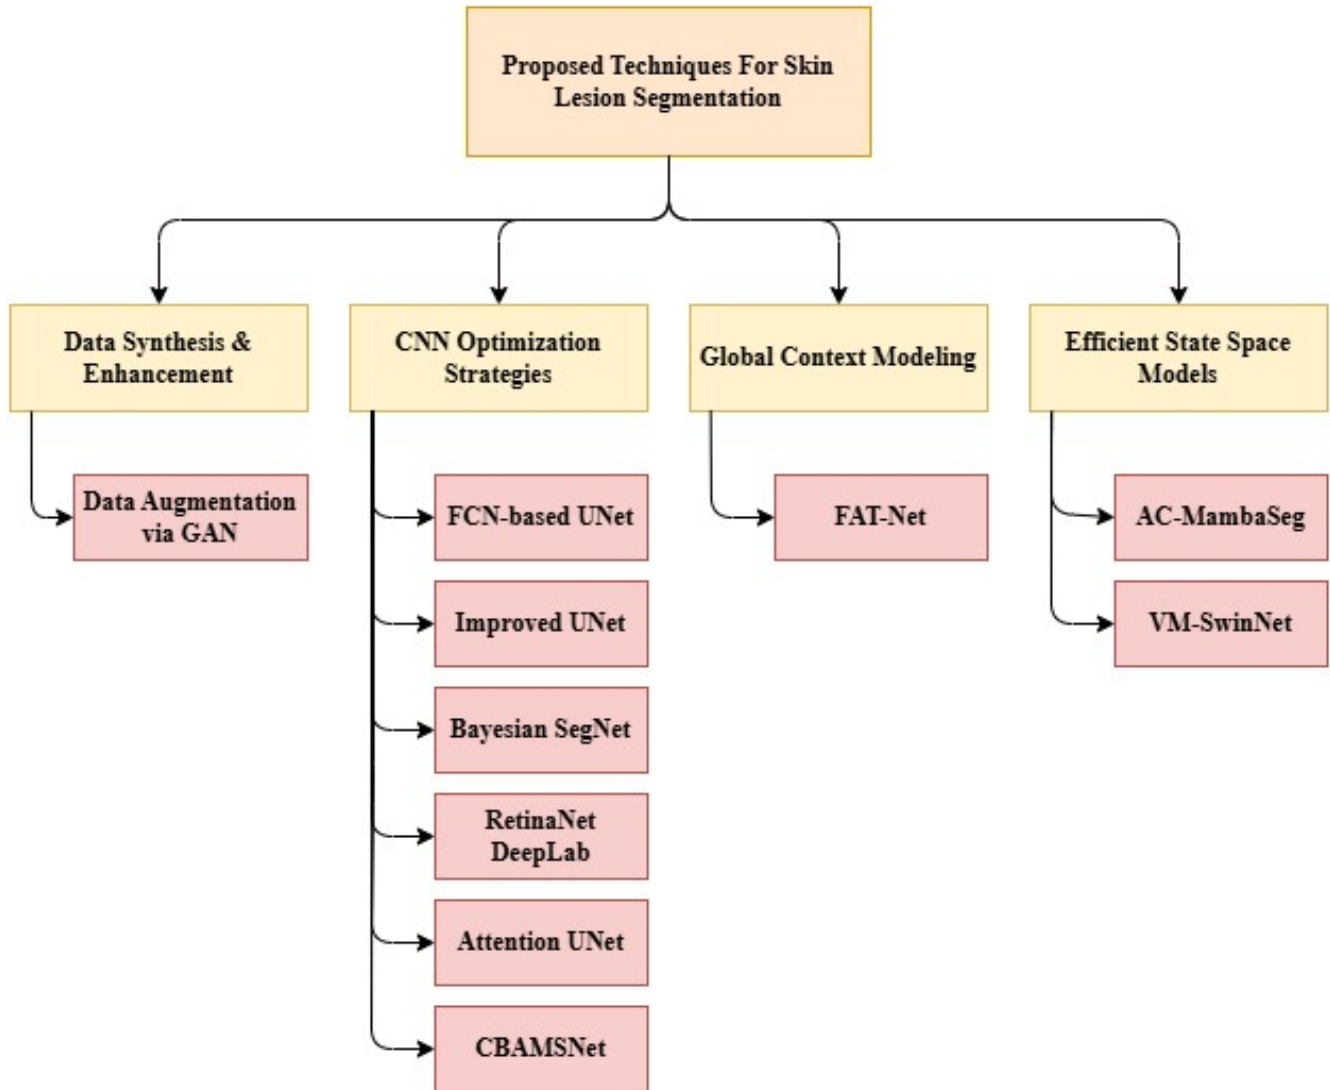 Proposed Techniques For Skin
Lesion Segmentation
Data Synthesis &
Enhancement
CNN Optimization
Strategies
Global Context Modeling
Efficient State Space
Models
Data Augmentation
via GAN
FCN-based UNet
Improved UNet
Bayesian SegNet
RetinaNet
DeepLab
Attention UNet
CBAMSNet
FAT-Net
AC-MambaSeg
VM-SwinNet